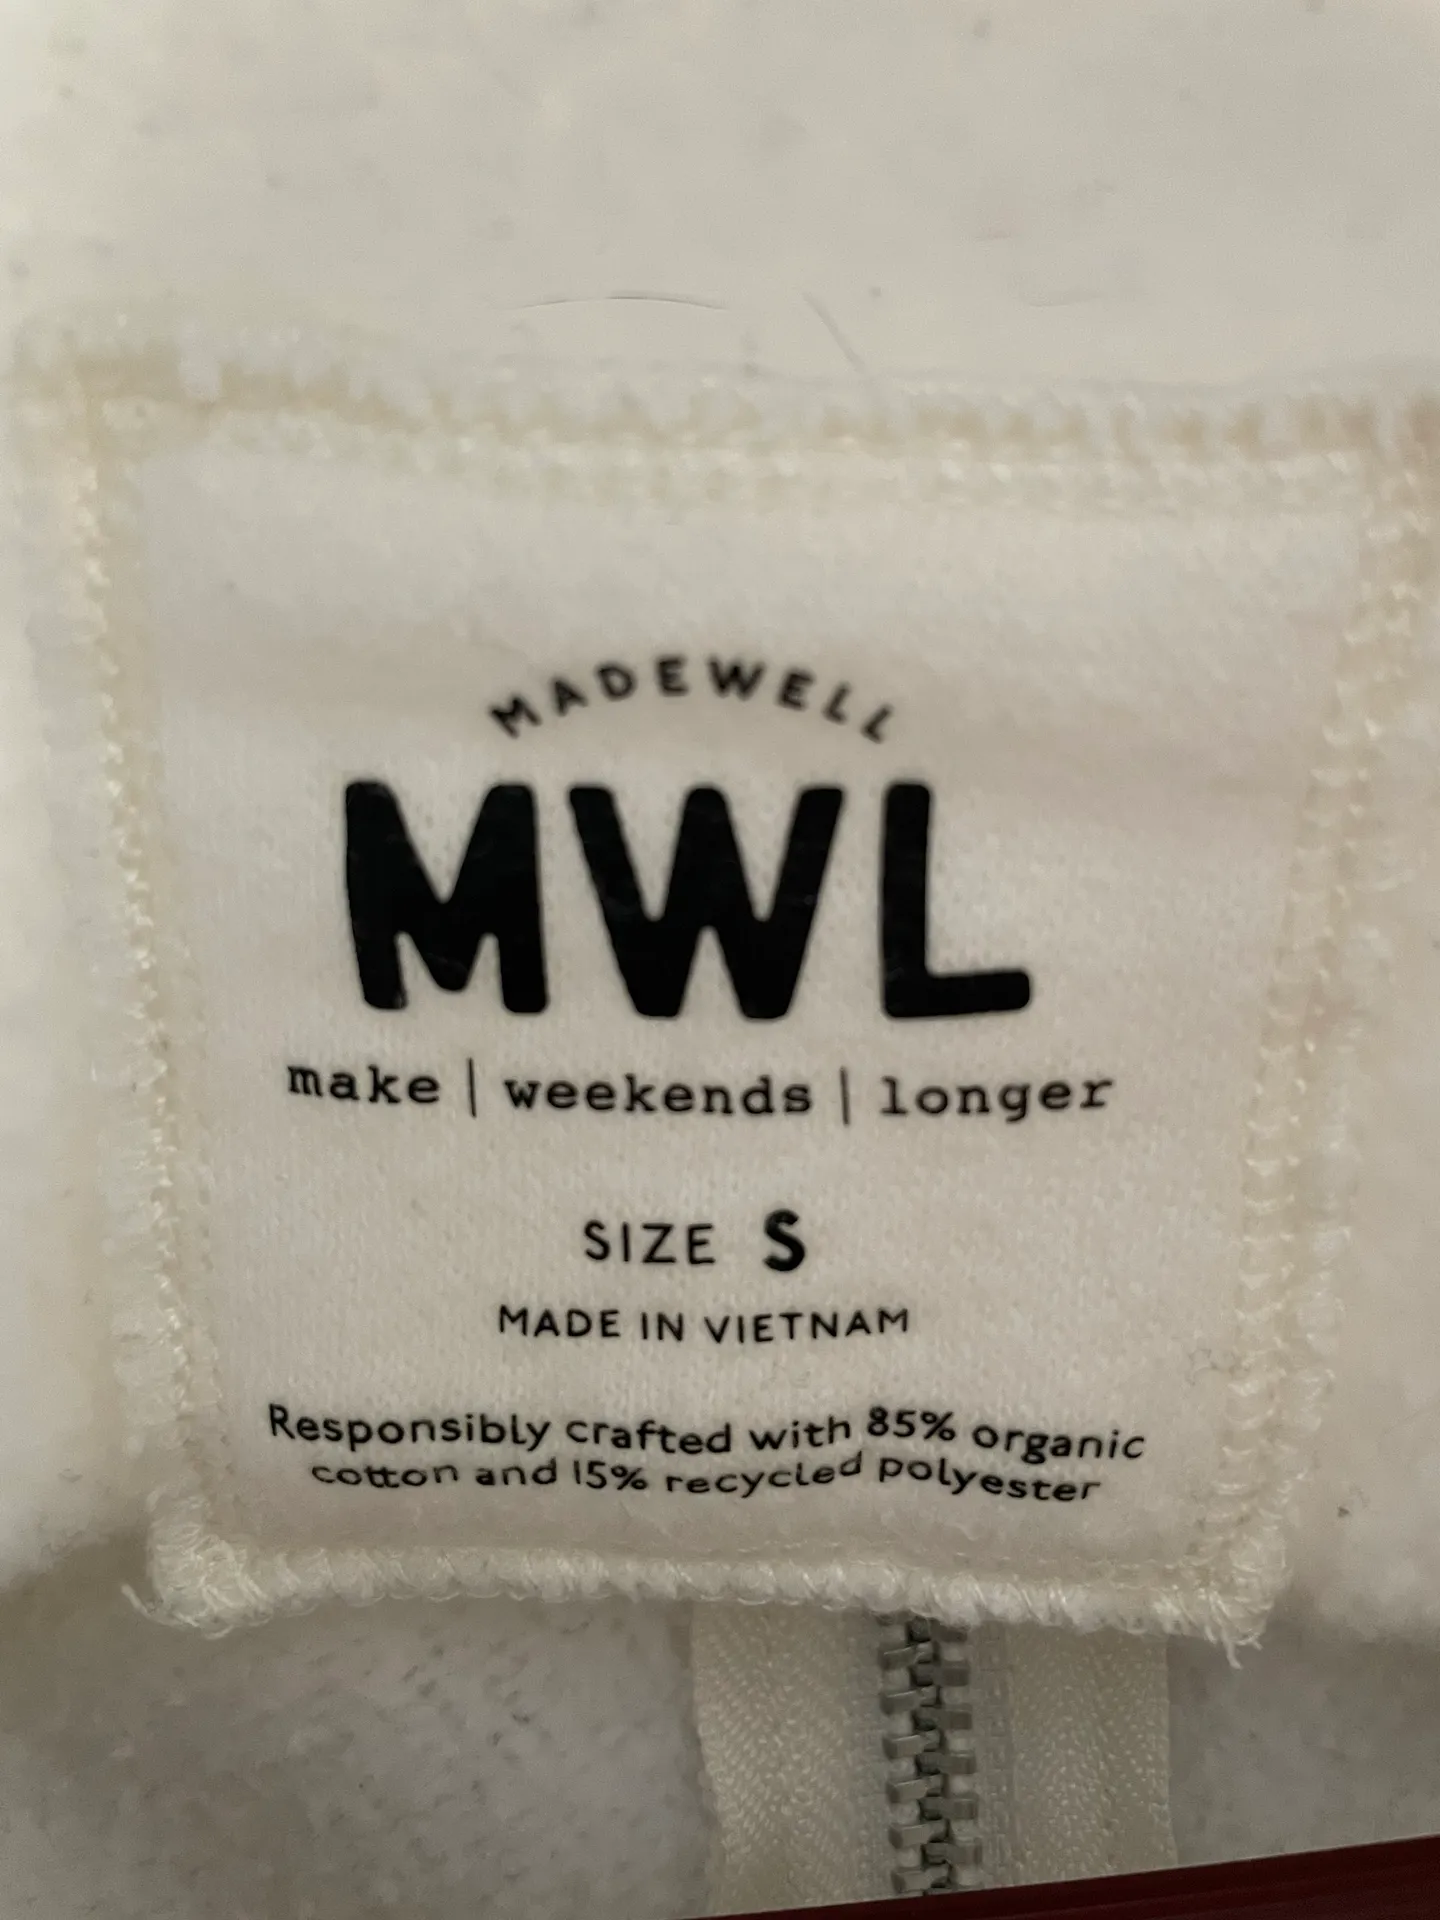 MADEWELL
MWL
make | weekends | longer
SIZE S
MADE IN VIETNAM
Responsibly crafted with 85% organic
cotton and 15% recycled polyester